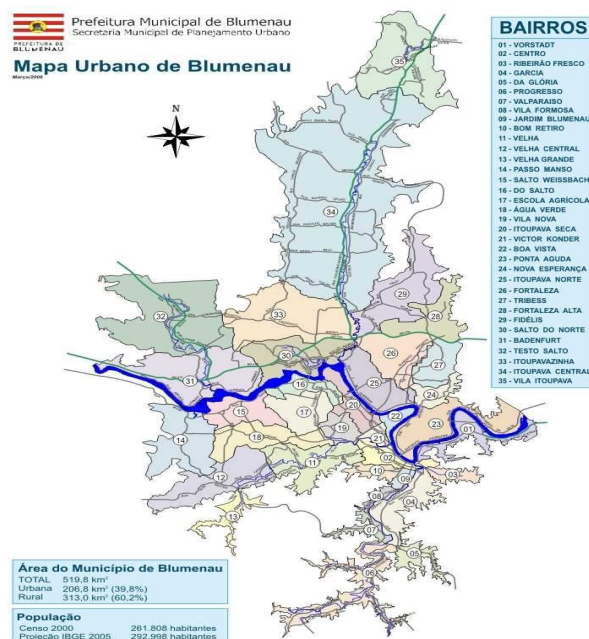 PREFEITURA DE
BLUMENAU
Prefeitura Municipal de Blumenau
Secretaria Municipal de Planejamento Urbano
Mapa Urbano de Blumenau
Março/2006
N
BAIRROS
01 - VORSTADT
02 - CENTRO
03 - RIBEIRÃO FRESCO
04 - GARCIA
05 - DA GLÓRIA
06 - PROGRESSO
07 - VALPARAISO
08 - VILA FORMOSA
09 - JARDIM BLUMENAU
10 - BOM RETIRO
11 - VELHA
12 - VELHA CENTRAL
13 - VELHA GRANDE
14 - PASSO MANSO
15 - SALTO WEISSBACH
16 - DO SALTO
17 - ESCOLA AGRÍCOLA
18 - ÁGUA VERDE
19 - VILA NOVA
20 - ITOUPAVA SECA
21 - VICTOR KONDER
22 - BOA VISTA
23 - PONTA AGUDA
24 - NOVA ESPERANÇA
25 - ITOUPAVA NORTE
26 - FORTALEZA
27 - TRIBESS
28 - FORTALEZA ALTA
29 - FIDÉLIS
30 - SALTO DO NORTE
31 - BADENFURT
32 - TESTO SALTO
33 - ITOUPAVAZINHA
34 - ITOUPAVA CENTRAL
35 - VILA ITOUPAVA
35
34
29
28
33
32
30
26
27
31
25
24
16
22
15
20
17
23
01
19
21
18
14
02
11
10
03
12
09
08
04
13
07
05
06
Área do Município de Blumenau
TOTAL 519,8 km²
Urbana 206,8 km² (39,8%)
Rural 313,0 km² (60,2%)
População
Censo 2000 261.808 habitantes
Projeção IBGE 2005 292.998 habitantes